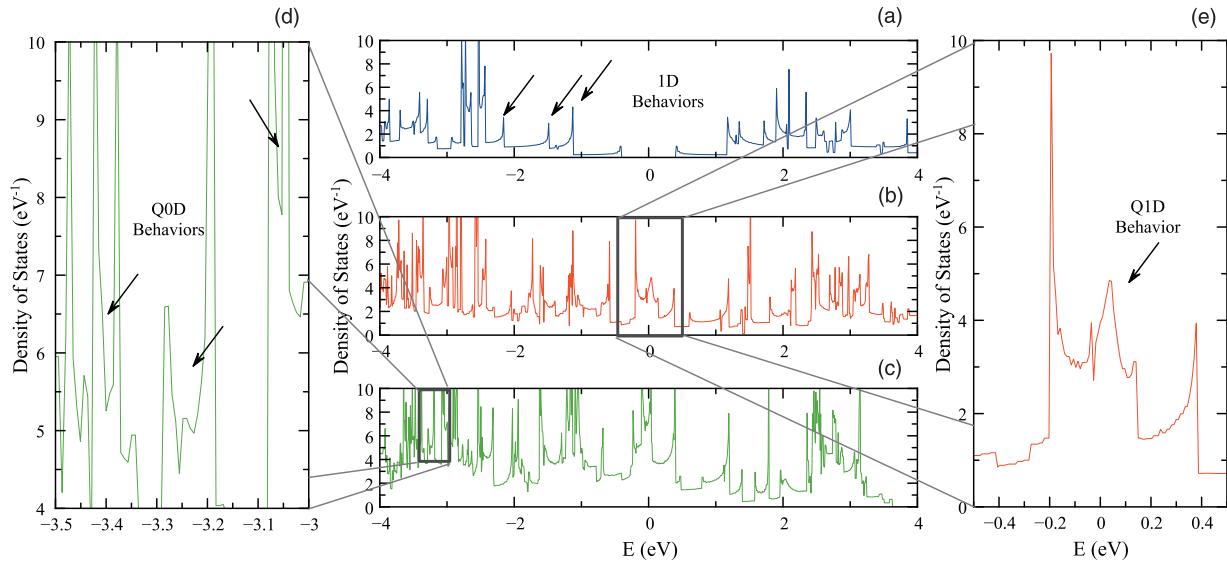 (d)
Density of States (eV⁻¹)
10
9
8
7
6
5
4
Q0D
Behaviors
−3.5 −3.4 −3.3 −3.2 −3.1 −3
E (eV)
(a)
10
8
6
4
2
0
1D
Behaviors
−4 −2 0 2 4
(b)
Density of States (eV⁻¹)
10
8
6
4
2
0
−4 −2 0 2 4
(c)
Density of States (eV⁻¹)
10
8
6
4
2
0
−4 −2 0 2 4
E (eV)
(e)
Density of States (eV⁻¹)
10
8
6
4
2
0
Q1D
Behavior
−0.4 −0.2 0 0.2 0.4
E (eV)